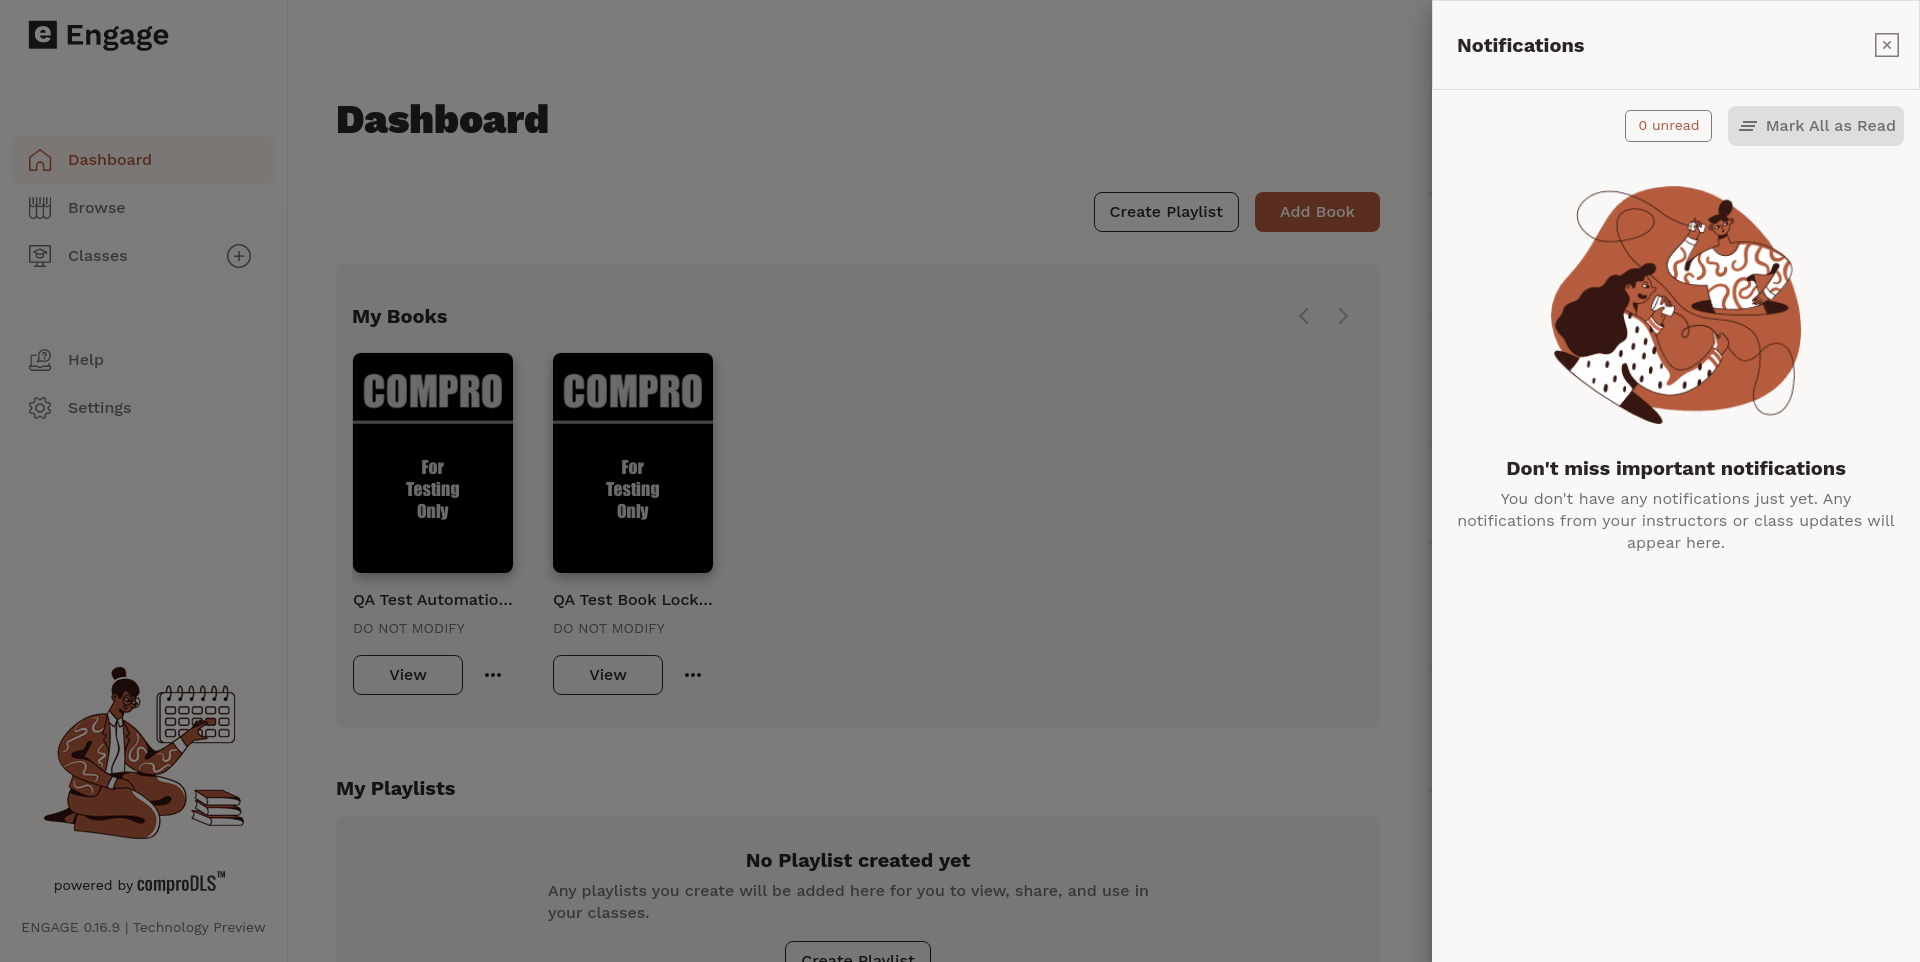 e Engage
Dashboard
Browse
Classes
Help
Settings
powered by comproDLS™
ENGAGE 0.16.9 | Technology Preview
Dashboard
Create Playlist
Add Book
My Books
COMPRO
For
Testing
Only
QA Test Automatio...
DO NOT MODIFY
View
COMPRO
For
Testing
Only
QA Test Book Lock...
DO NOT MODIFY
View
My Playlists
No Playlist created yet
Any playlists you create will be added here for you to view, share, and use in
your classes.
Create Playlist
Notifications
0 unread
Mark All as Read
Don't miss important notifications
You don't have any notifications just yet. Any
notifications from your instructors or class updates will
appear here.